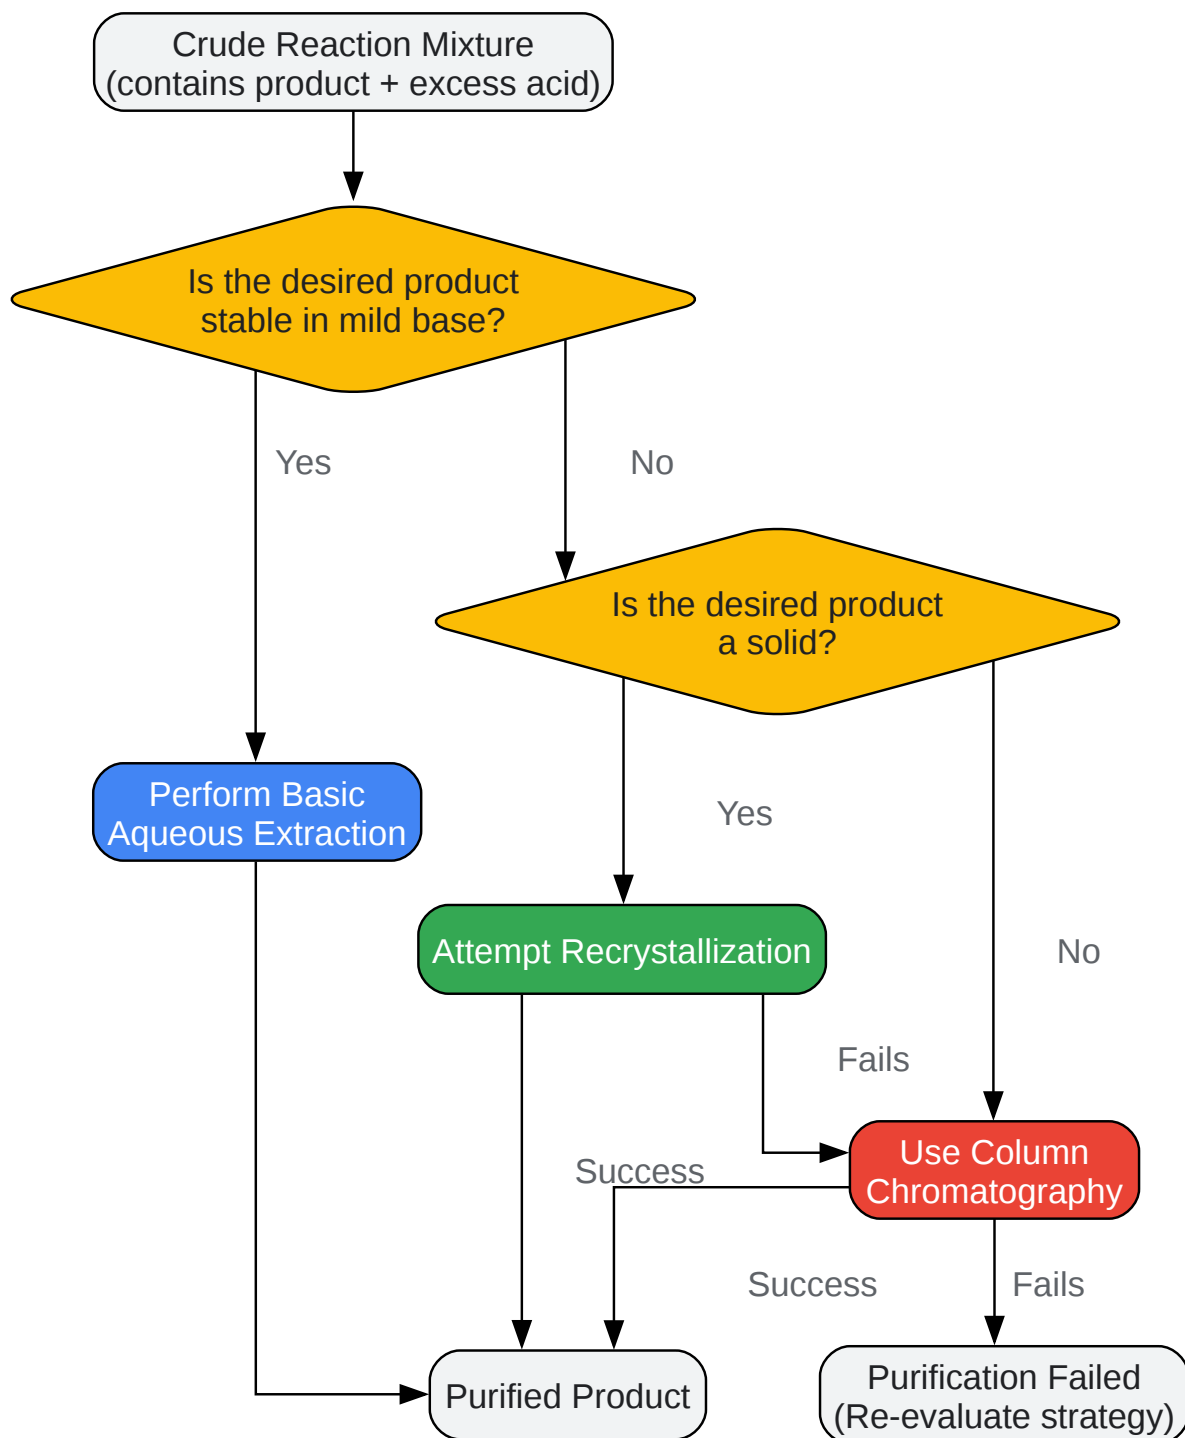 Crude Reaction Mixture
(contains product + excess acid)
Is the desired product
stable in mild base?
Yes
No
Is the desired product
a solid?
Perform Basic
Aqueous Extraction
Yes
Attempt Recrystallization
No
Fails
Use Column
Chromatography
Success
Success
Fails
Purified Product
Purification Failed
(Re-evaluate strategy)